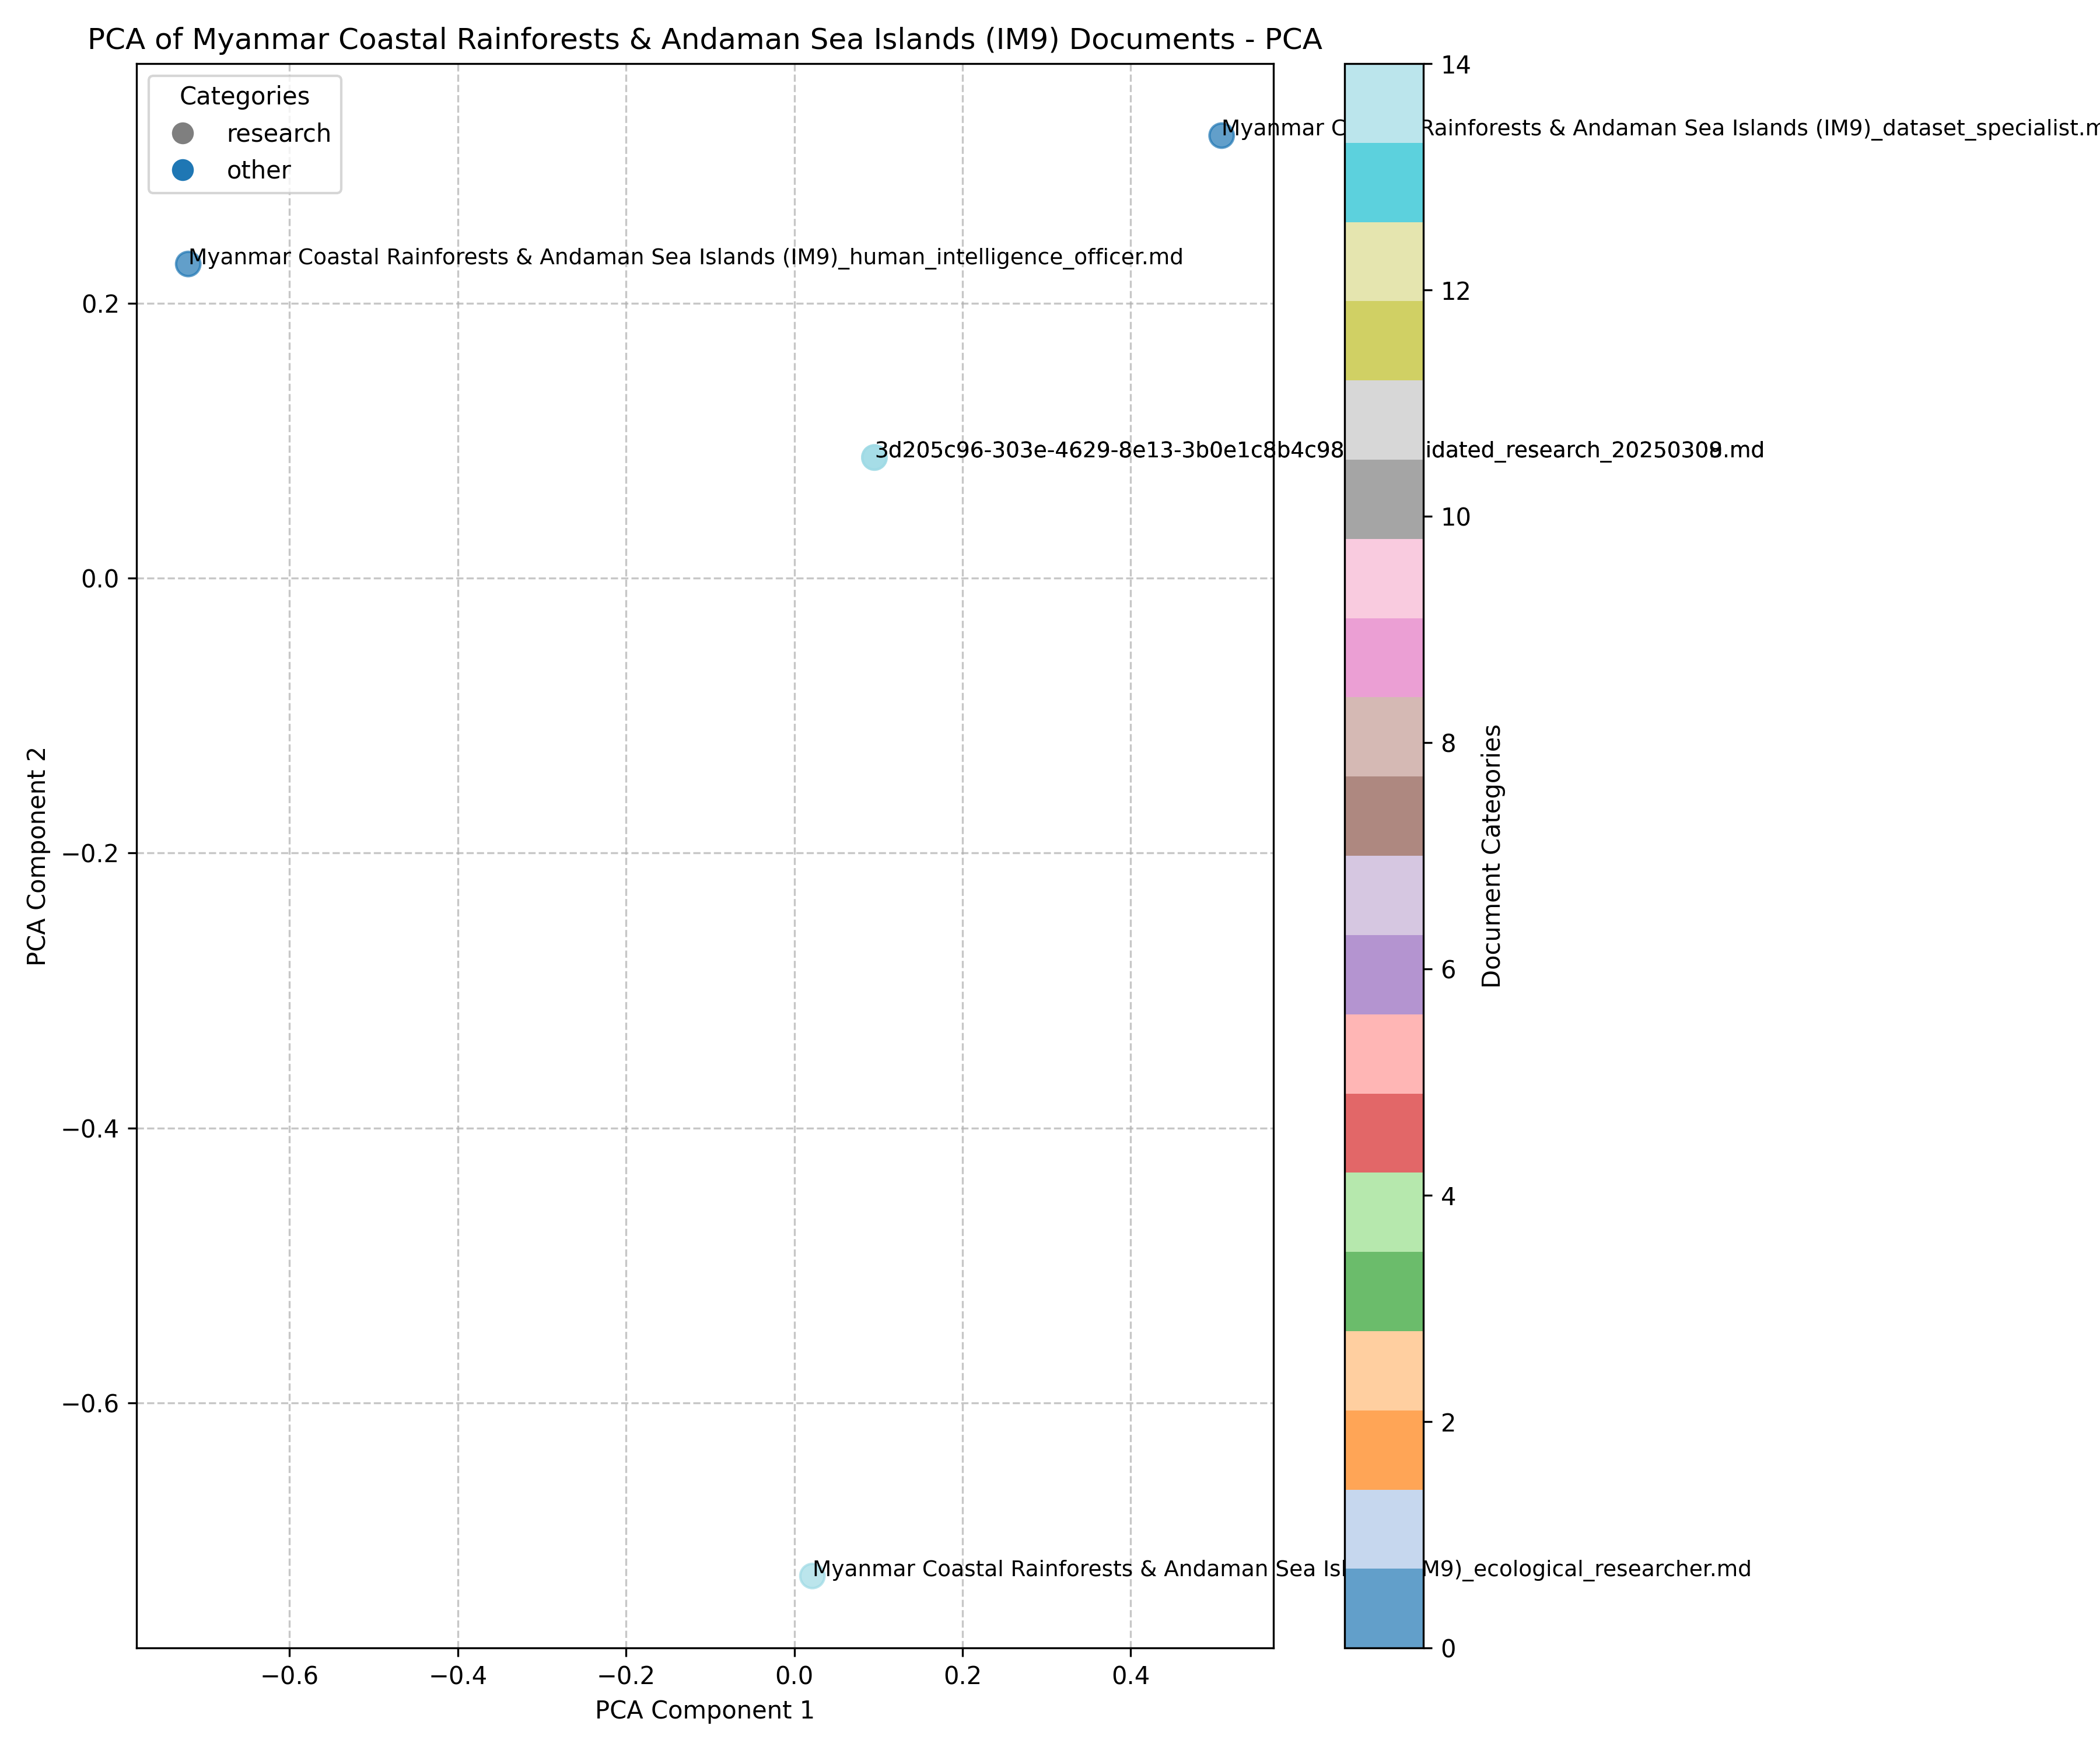 PCA of Myanmar Coastal Rainforests & Andaman Sea Islands (IM9) Documents - PCA
Categories
research
other
Myanmar C Rainforests & Andaman Sea Islands (IM9)_dataset_specialist.m
Myanmar Coastal Rainforests & Andaman Sea Islands (IM9)_human_intelligence_officer.md
3d205c96-303e-4629-8e13-3b0e1c8b4c98 idated_research_2025030 .md
Myanmar Coastal Rainforests & Andaman Sea Isl M9)_ecological_researcher.md
0.2
0.0
−0.2
−0.4
−0.6
PCA Component 2
−0.6
−0.4
−0.2
0.0
0.2
0.4
PCA Component 1
14
12
10
8
6
4
2
0
Document Categories